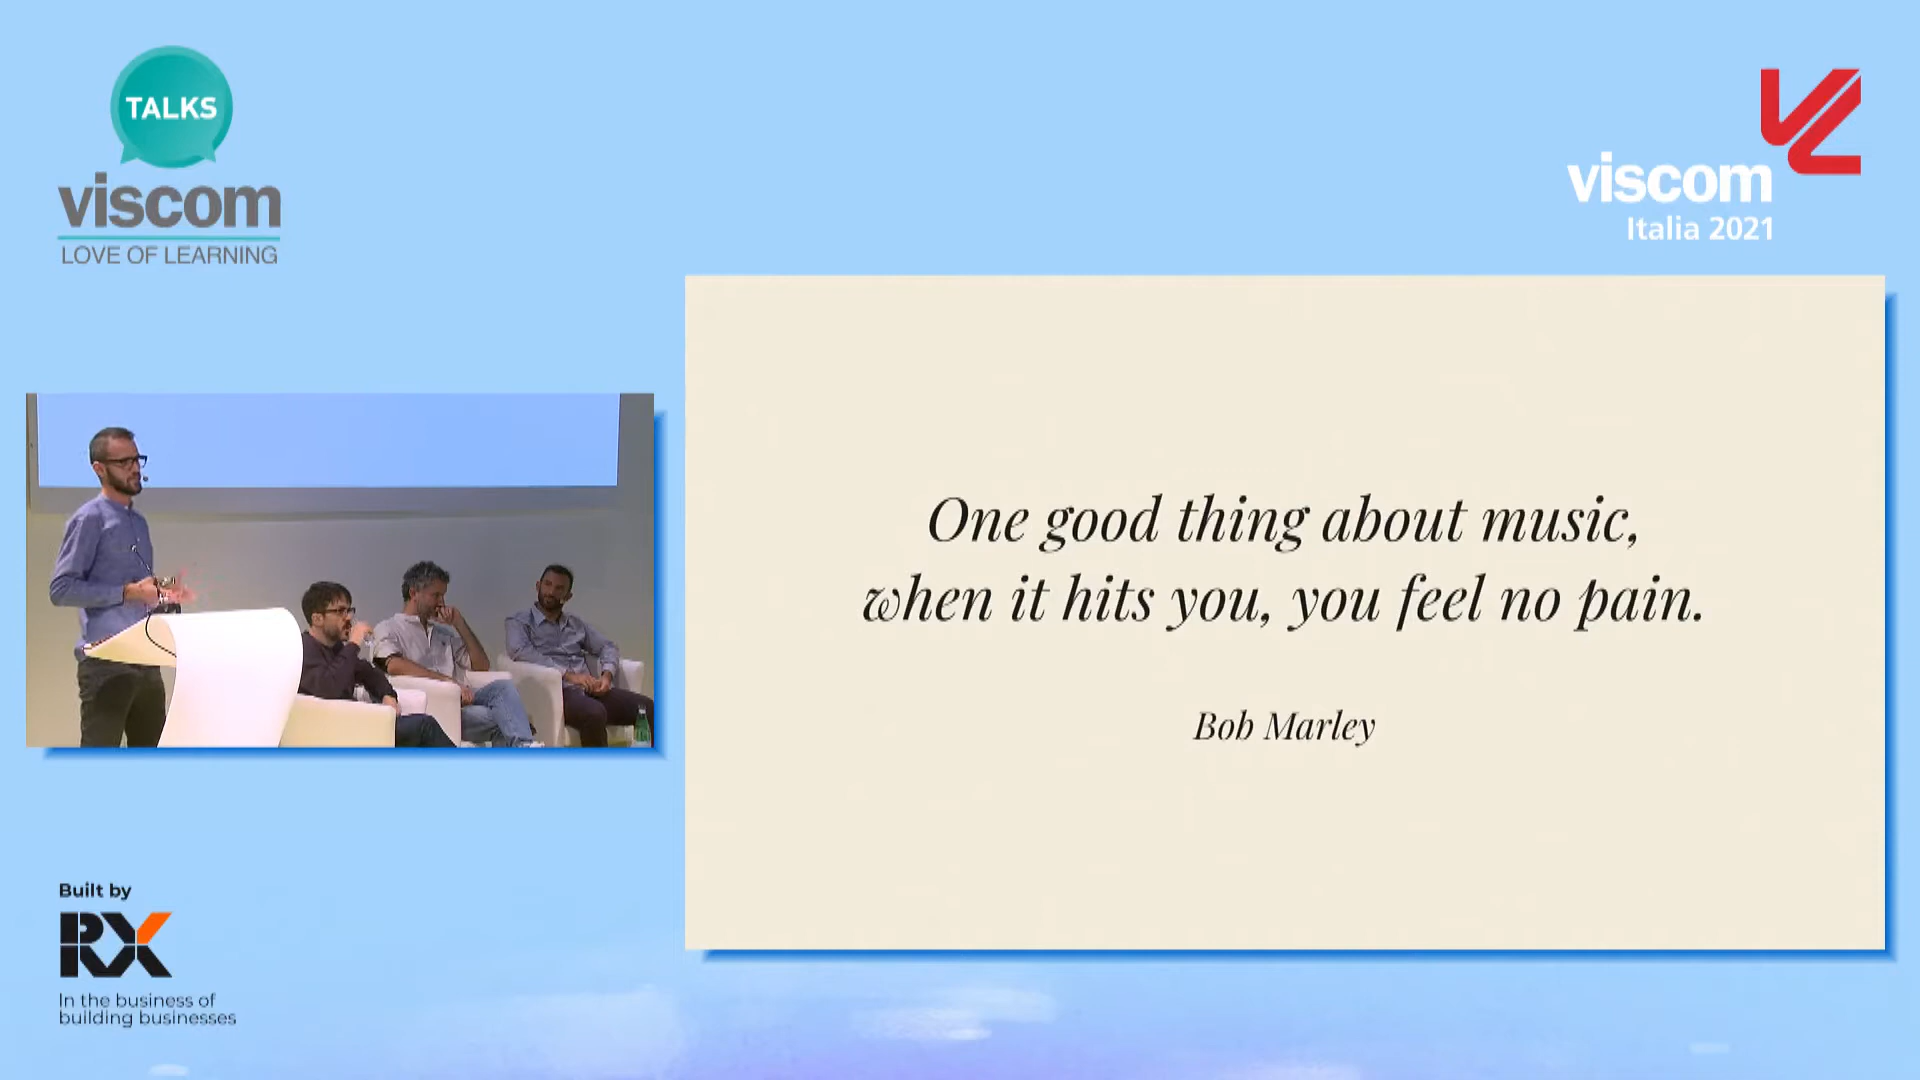 TALKS
viscom
LOVE OF LEARNING
viscom
Italia 2021
One good thing about music,
when it hits you, you feel no pain.
Bob Marley
Built by
RX
In the business of
building businesses